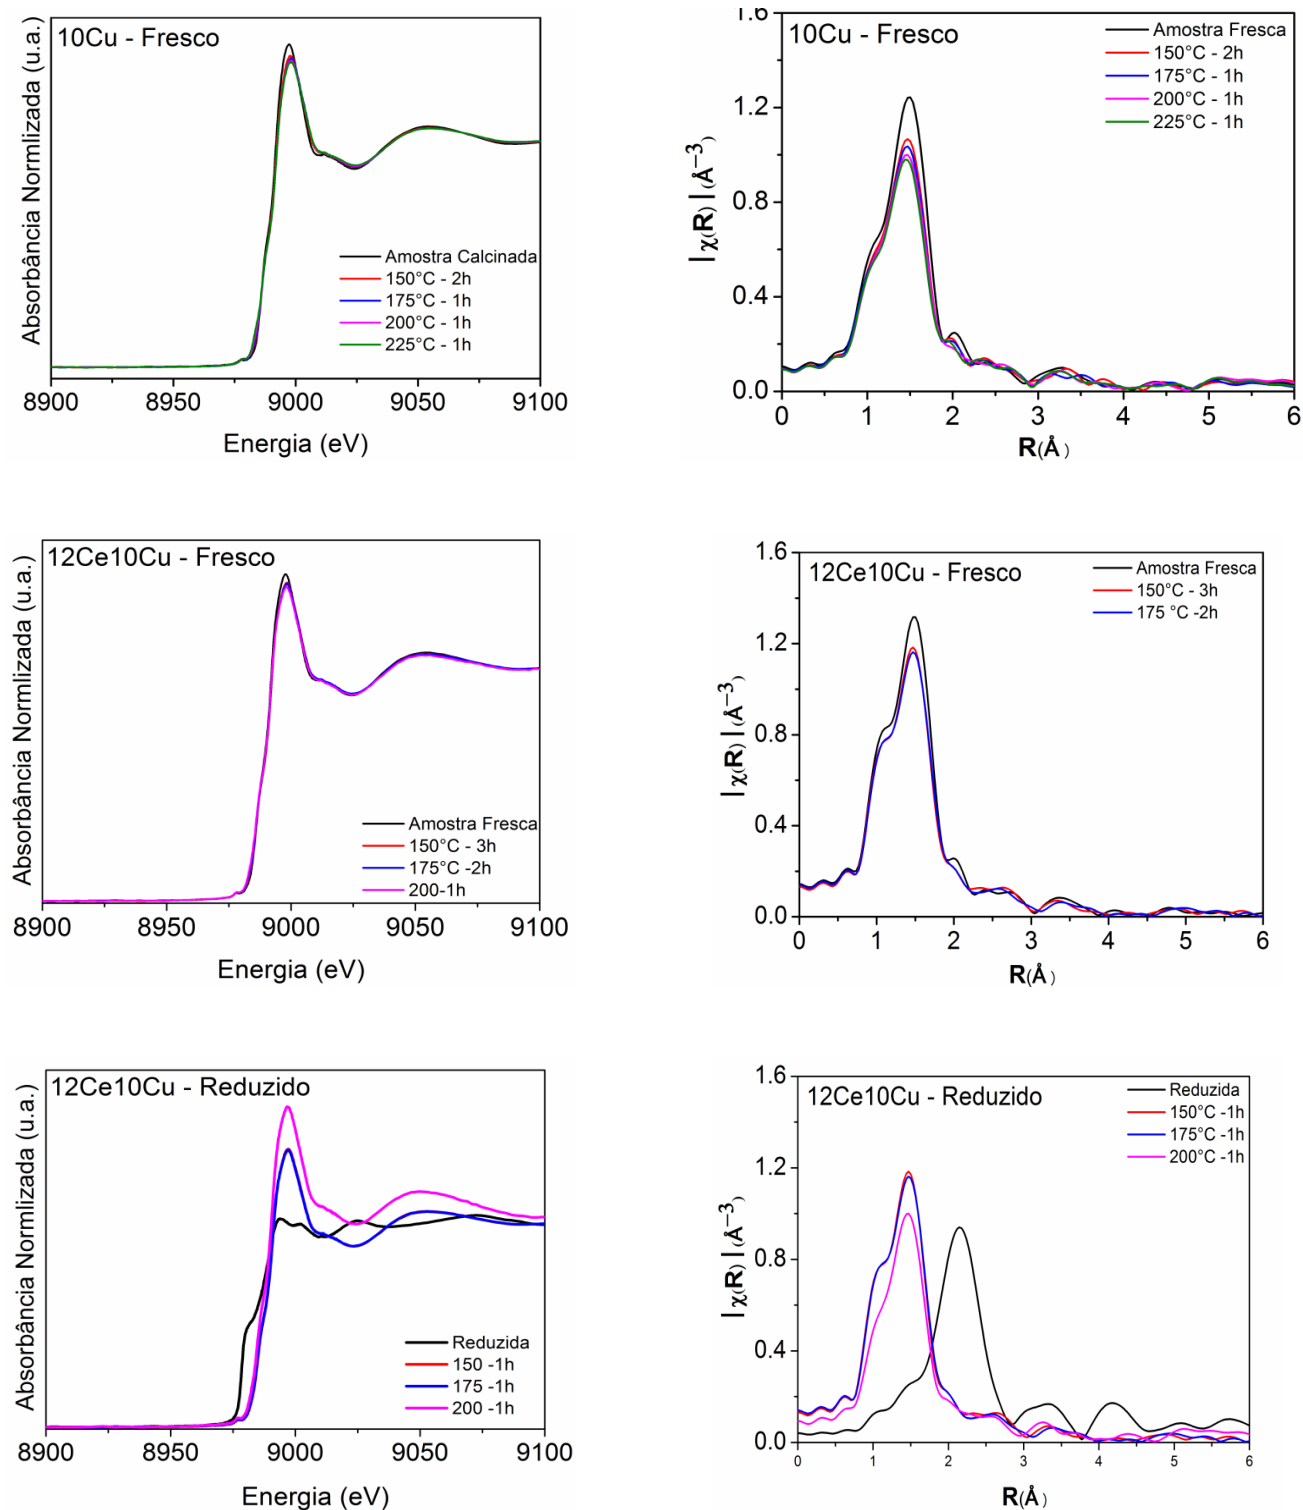 10Cu - Fresco
Absorbância Normlizada (u.a.)
Amostra Calcinada
150°C - 2h
175°C - 1h
200°C - 1h
225°C - 1h
8900 8950 9000 9050 9100
Energia (eV)
10Cu - Fresco
|χ(R)|(Å⁻³)
1.6
1.2
0.8
0.4
0.0
Amostra Fresca
150°C - 2h
175°C - 1h
200°C - 1h
225°C - 1h
0 1 2 3 4 5 6
R(Å)
12Ce10Cu - Fresco
Absorbância Normlizada (u.a.)
Amostra Fresca
150°C - 3h
175°C -2h
200-1h
8900 8950 9000 9050 9100
Energia (eV)
12Ce10Cu - Fresco
|χ(R)|(Å⁻³)
1.6
1.2
0.8
0.4
0.0
Amostra Fresca
150°C - 3h
175 °C -2h
0 1 2 3 4 5 6
R(Å)
12Ce10Cu - Reduzido
Absorbância Normlizada (u.a.)
Reduzida
150 -1h
175 -1h
200 -1h
8900 8950 9000 9050 9100
Energia (eV)
12Ce10Cu - Reduzido
|χ(R)|(Å⁻³)
1.6
1.2
0.8
0.4
0.0
Reduzida
150°C -1h
175°C -1h
200°C -1h
0 1 2 3 4 5 6
R(Å)